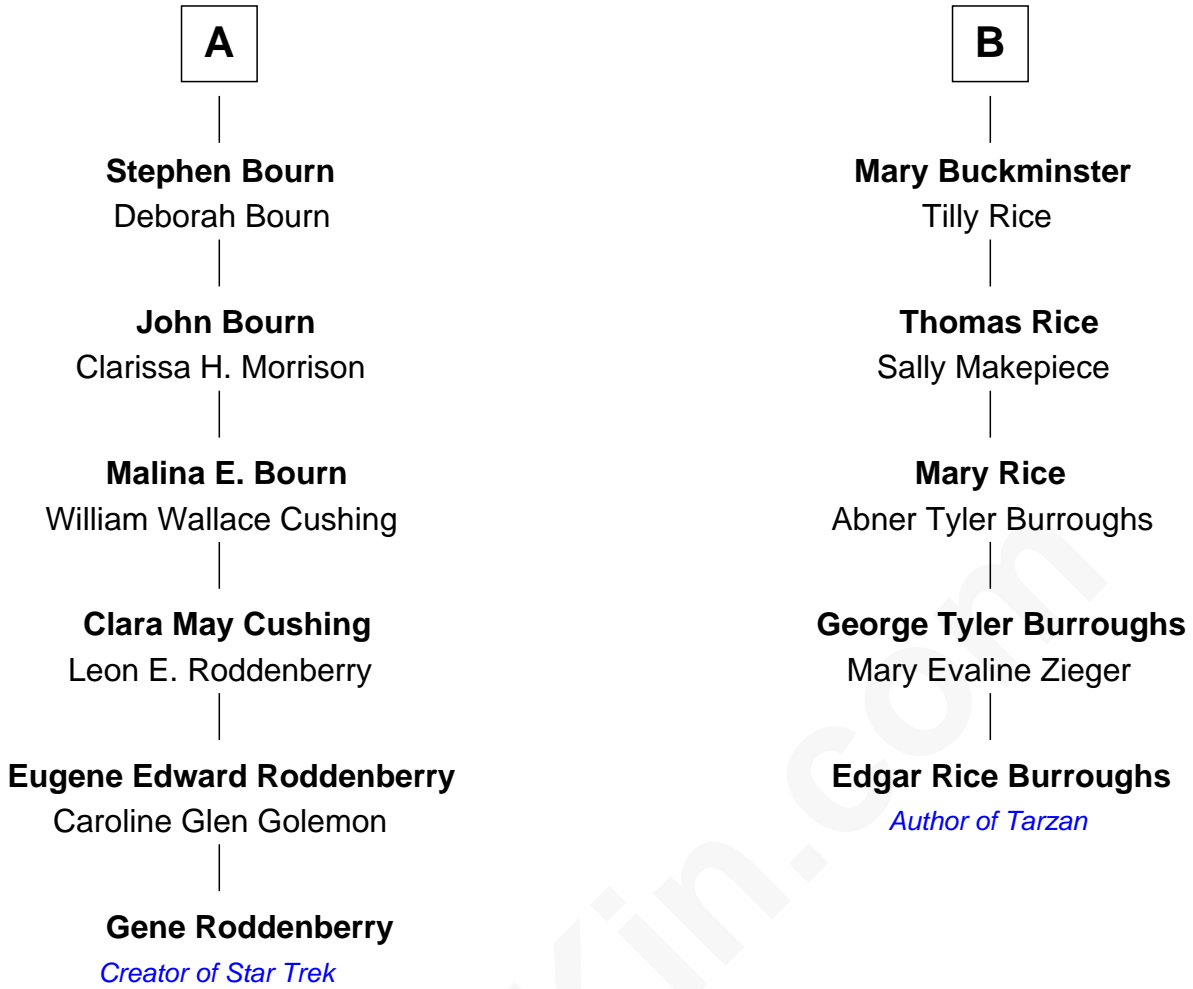 A
Stephen Bourn
Deborah Bourn
John Bourn
Clarissa H. Morrison
Malina E. Bourn
William Wallace Cushing
Clara May Cushing
Leon E. Roddenberry
Eugene Edward Roddenberry
Caroline Glen Golemon
Gene Roddenberry
Creator of Star Trek
B
Mary Buckminster
Tilly Rice
Thomas Rice
Sally Makepiece
Mary Rice
Abner Tyler Burroughs
George Tyler Burroughs
Mary Evaline Zieger
Edgar Rice Burroughs
Author of Tarzan